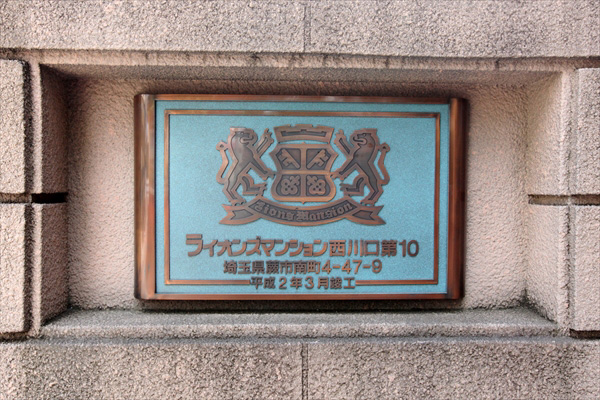 Lions Mansion
ライオンズマンション西川口第10
埼玉県蕨市南町4-47-9
平成2年3月竣工